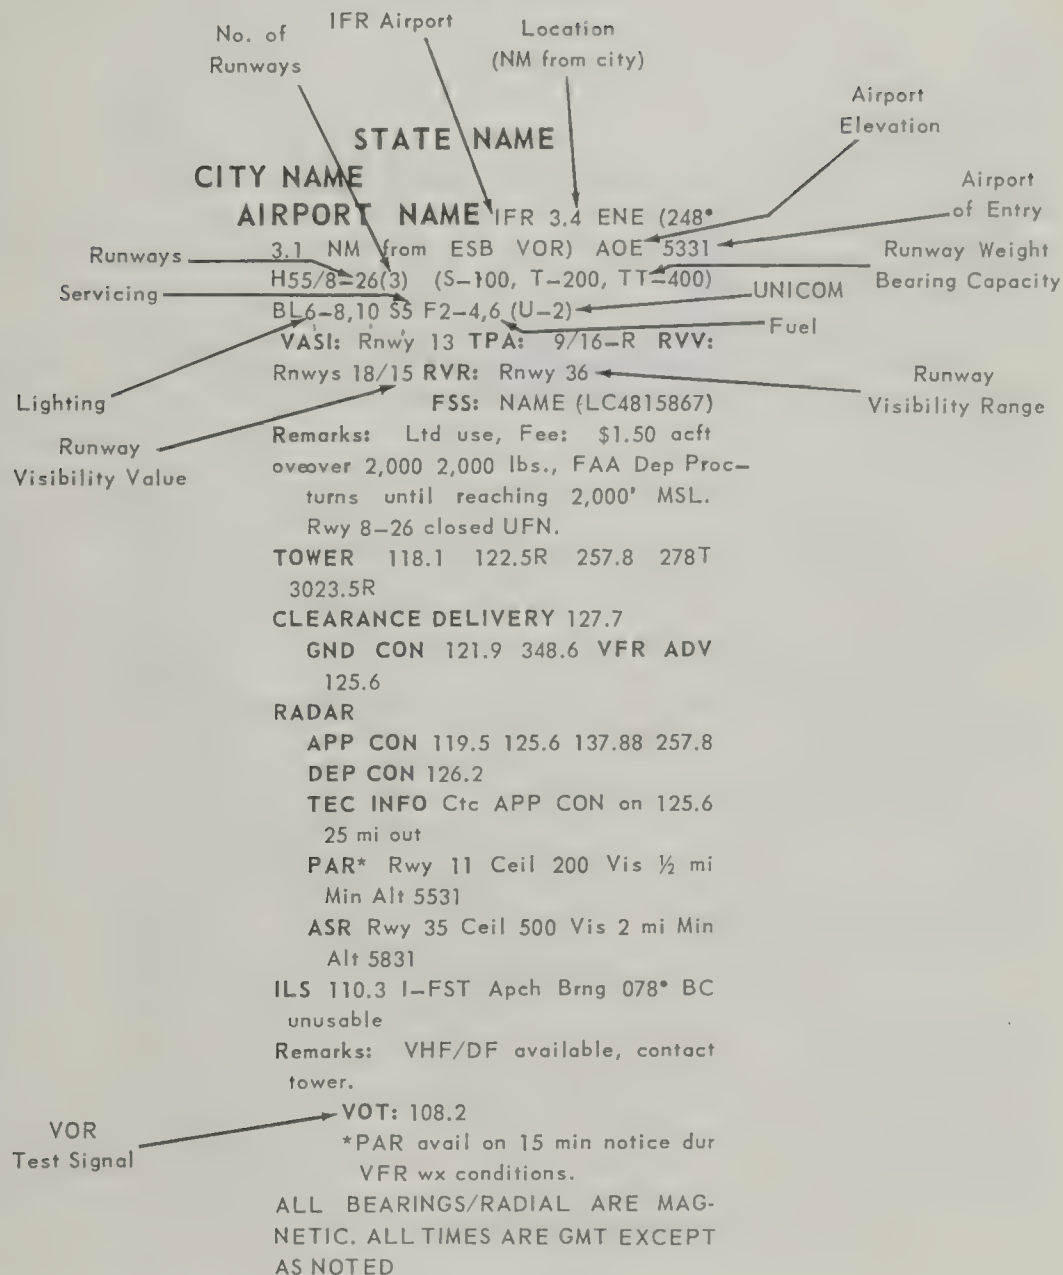 No. of
Runways
IFR Airport
Location
(NM from city)
Airport
Elevation
STATE NAME
CITY NAME
Airport
of Entry
AIRPORT NAME IFR 3.4 ENE (248°
Runways
3.1 NM from ESB VOR) AOE 5331
Runway Weight
Bearing Capacity
H55/8-26(3) (S-100, T-200, TT-400)
Servicing
UNICOM
BL6-8,10 S5 F2-4,6 (U-2)
Fuel
VASI: Rnwy 13 TPA: 9/16-R RVV:
Rnwys 18/15 RVR: Rnwy 36
Runway
Visibility Range
Lighting
FSS: NAME (LC4815867)
Runway
Visibility Value
Remarks: Ltd use, Fee: $1.50 acft
oveover 2,000 2,000 lbs., FAA Dep Proc-
turns until reaching 2,000' MSL.
Rwy 8-26 closed UFN.
TOWER 118.1 122.5R 257.8 278T
3023.5R
CLEARANCE DELIVERY 127.7
GND CON 121.9 348.6 VFR ADV
125.6
RADAR
APP CON 119.5 125.6 137.88 257.8
DEP CON 126.2
TEC INFO Ctc APP CON on 125.6
25 mi out
PAR* Rwy 11 Ceil 200 Vis ½ mi
Min Alt 5531
ASR Rwy 35 Ceil 500 Vis 2 mi Min
Alt 5831
ILS 110.3 I-FST Apch Brng 078° BC
unusable
Remarks: VHF/DF available, contact
tower.
VOR
Test Signal
VOT: 108.2
*PAR avail on 15 min notice dur
VFR wx conditions.
ALL BEARINGS/RADIAL ARE MAG-
NETIC. ALL TIMES ARE GMT EXCEPT
AS NOTED